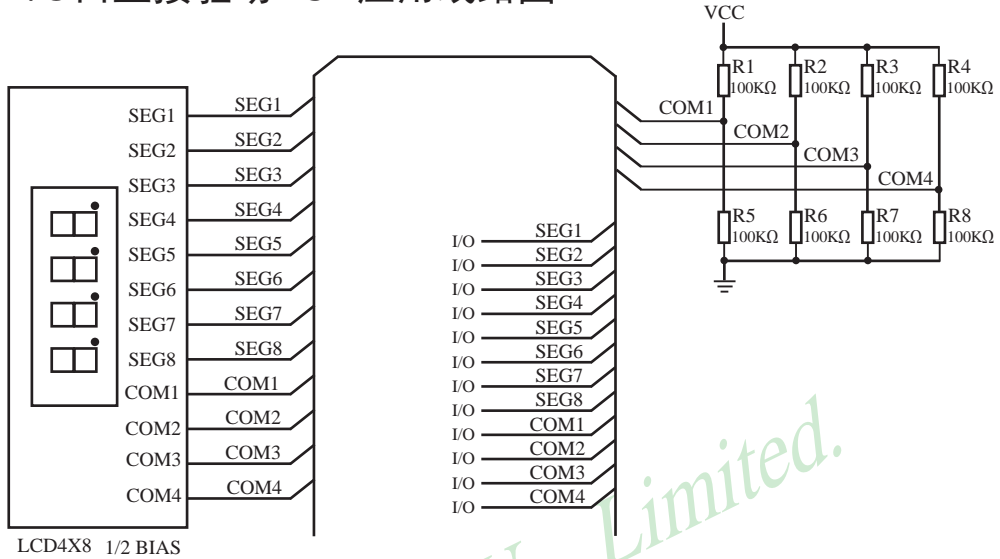 VCC
R1 R2 R3 R4
100KΩ 100KΩ 100KΩ 100KΩ
COM1
COM2
COM3
COM4
R5 R6 R7 R8
100KΩ 100KΩ 100KΩ 100KΩ
SEG1 SEG1
SEG2 SEG2
SEG3 SEG3
SEG4 SEG4
SEG5 SEG5
SEG6 SEG6
SEG7 SEG7
SEG8 SEG8
COM1 COM1
COM2 COM2
COM3 COM3
COM4 COM4
I/O SEG1
I/O SEG2
I/O SEG3
I/O SEG4
I/O SEG5
I/O SEG6
I/O SEG7
I/O SEG8
I/O COM1
I/O COM2
I/O COM3
I/O COM4
LCD4X8 1/2 BIAS
Limited.